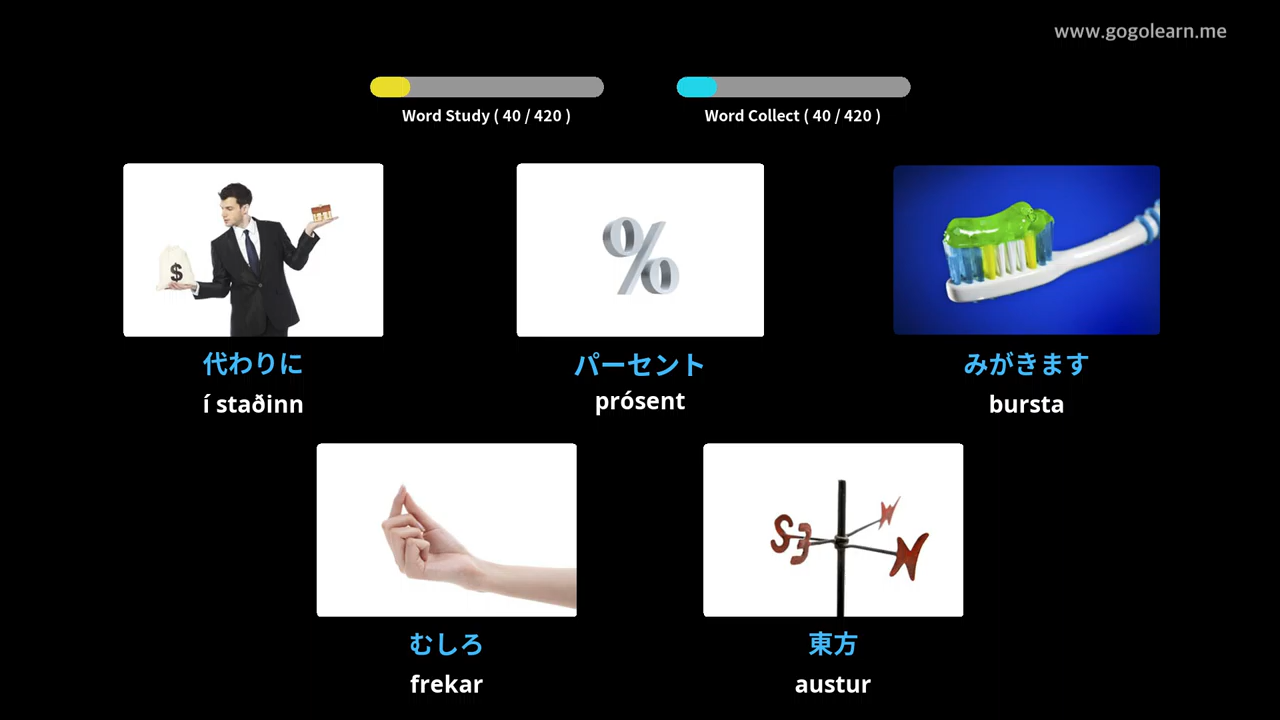 www.gogolearn.me
Word Study ( 40 / 420 )
Word Collect ( 40 / 420 )
$
%
代わりに
パーセント
みがきます
í staðinn
prósent
bursta
S
E
N
むしろ
東方
frekar
austur